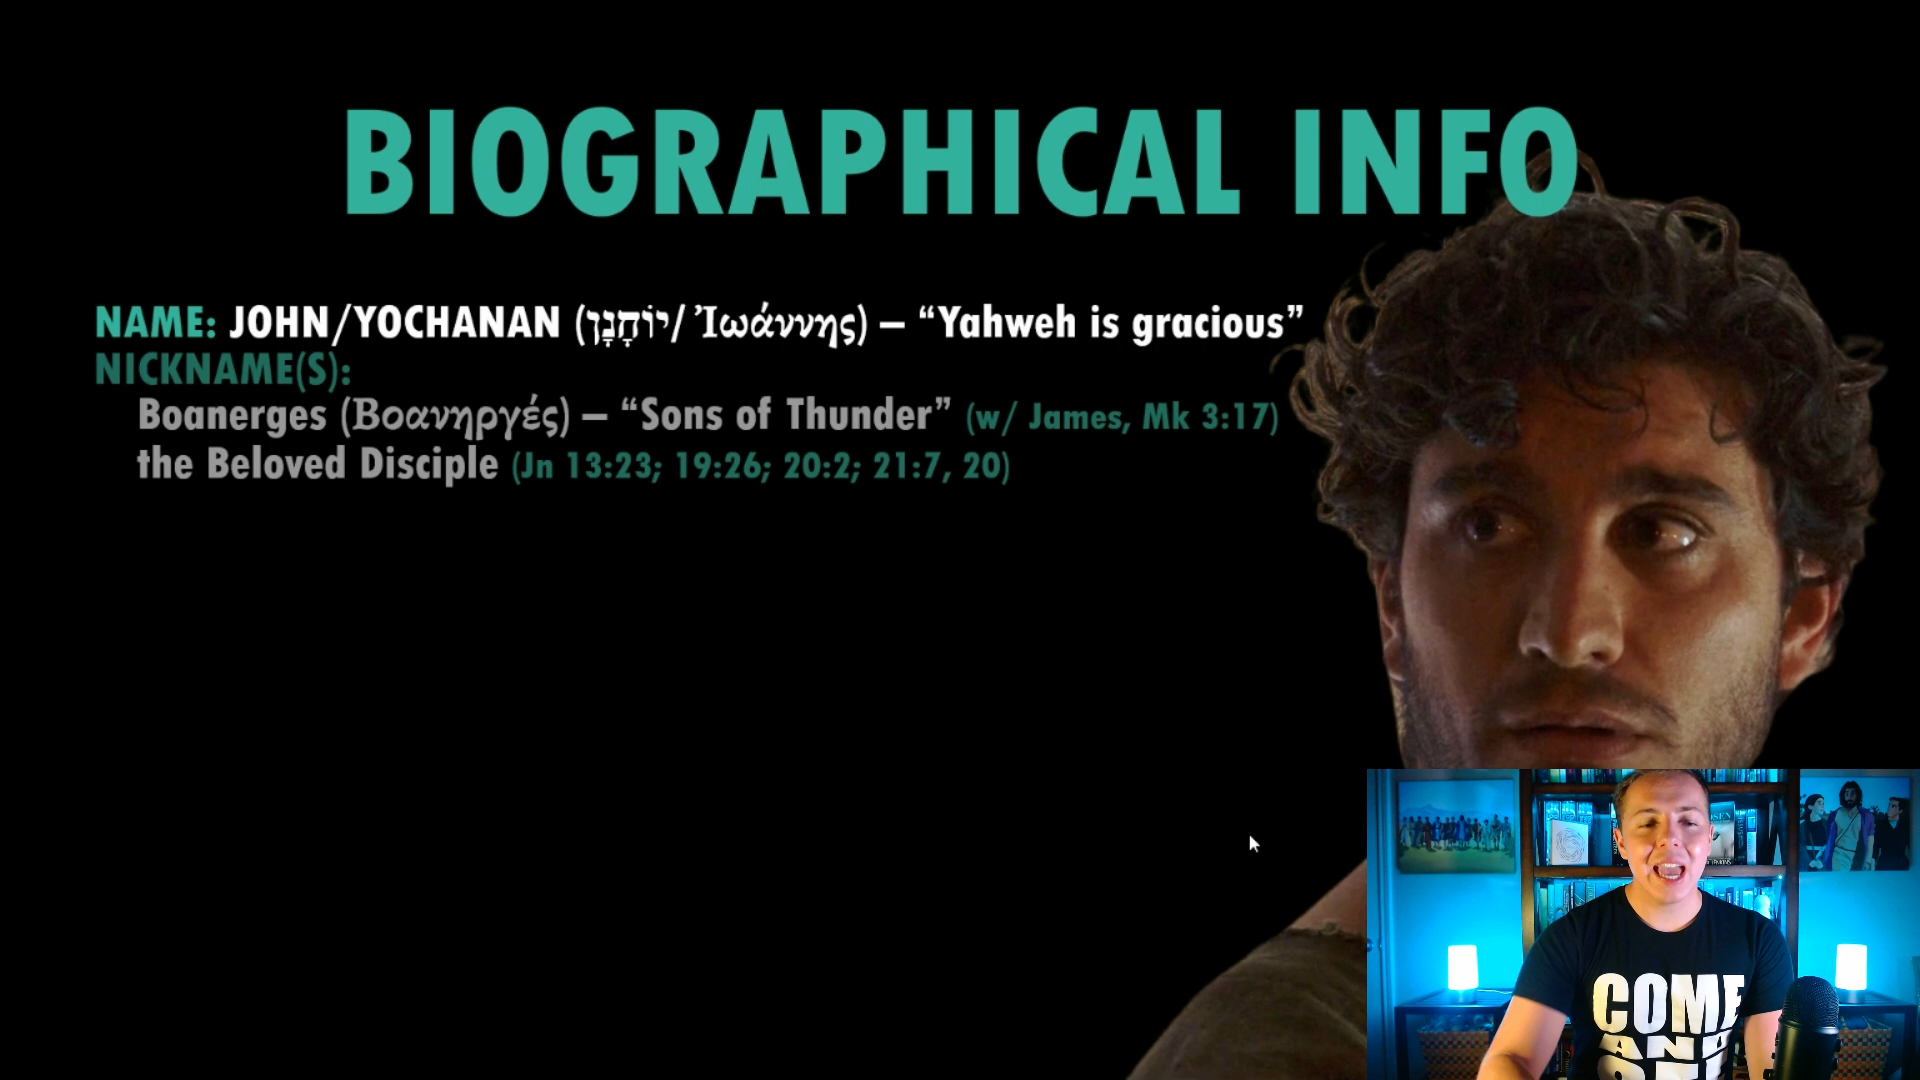 BIOGRAPHICAL INFO
NAME: JOHN/YOCHANAN (יוֹחָנָן/ Ἰωάννης) – “Yahweh is gracious”
NICKNAME(S):
Boanerges (Βοανηργές) – “Sons of Thunder” (w/ James, Mk 3:17)
the Beloved Disciple (Jn 13:23; 19:26; 20:2; 21:7, 20)
COME
AND